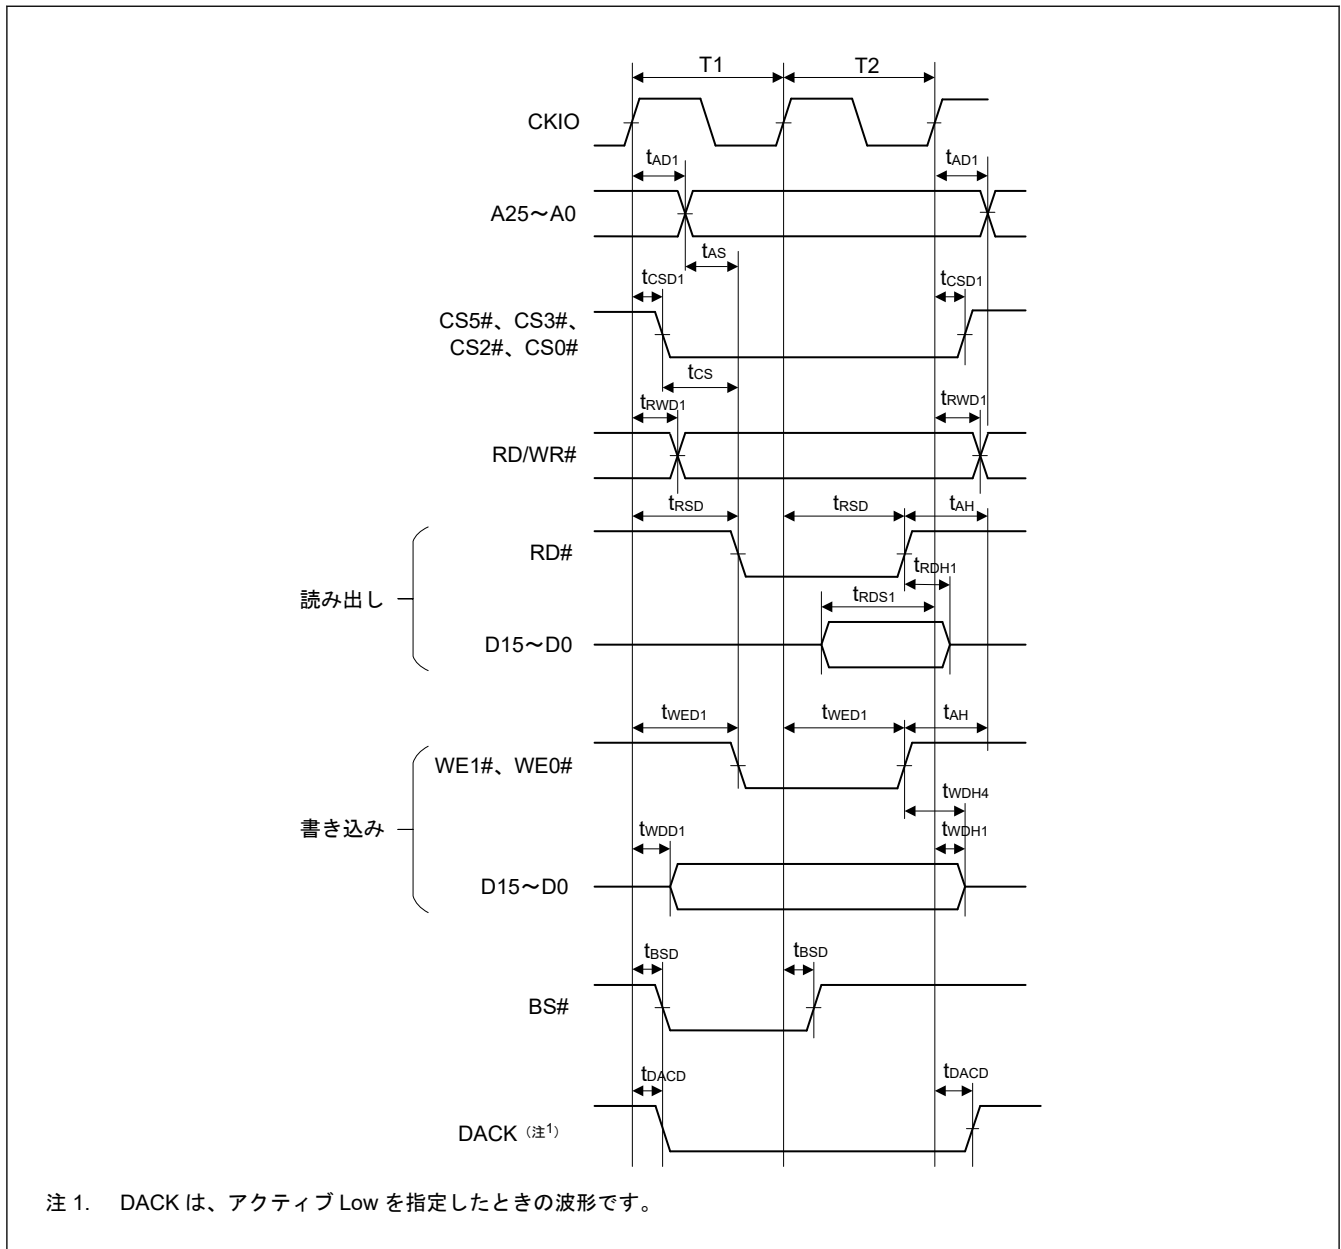 T1 T2
CKIO
tAD1 tAD1
A25～A0
tAS
tCSD1 tCSD1
CS5#、CS3#、
CS2#、CS0#
tCS
tRWD1 tRWD1
RD/WR#
tRSD tRSD tAH
RD#
tRDH1
読み出し
tRDS1
D15～D0
tWED1 tWED1 tAH
WE1#、WE0#
tWDH4
書き込み
tWDD1 tWDH1
D15～D0
tBSD tBSD
BS#
tDACD tDACD
DACK（注1）
注 1. DACK は、アクティブ Low を指定したときの波形です。